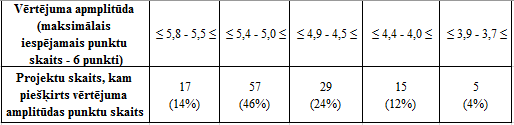 Vērtējuma apmplitūda
(maksimālais
iespējamais punktu
skaits - 6 punkti)
≤ 5,8 - 5,5 ≤
≤ 5,4 - 5,0 ≤
≤ 4,9 - 4,5 ≤
≤ 4,4 - 4,0 ≤
≤ 3,9 - 3,7 ≤
Projektu skaits, kam
piešķirts vērtējuma
amplitūdas punktu skaits
17
(14%)
57
(46%)
29
(24%)
15
(12%)
5
(4%)